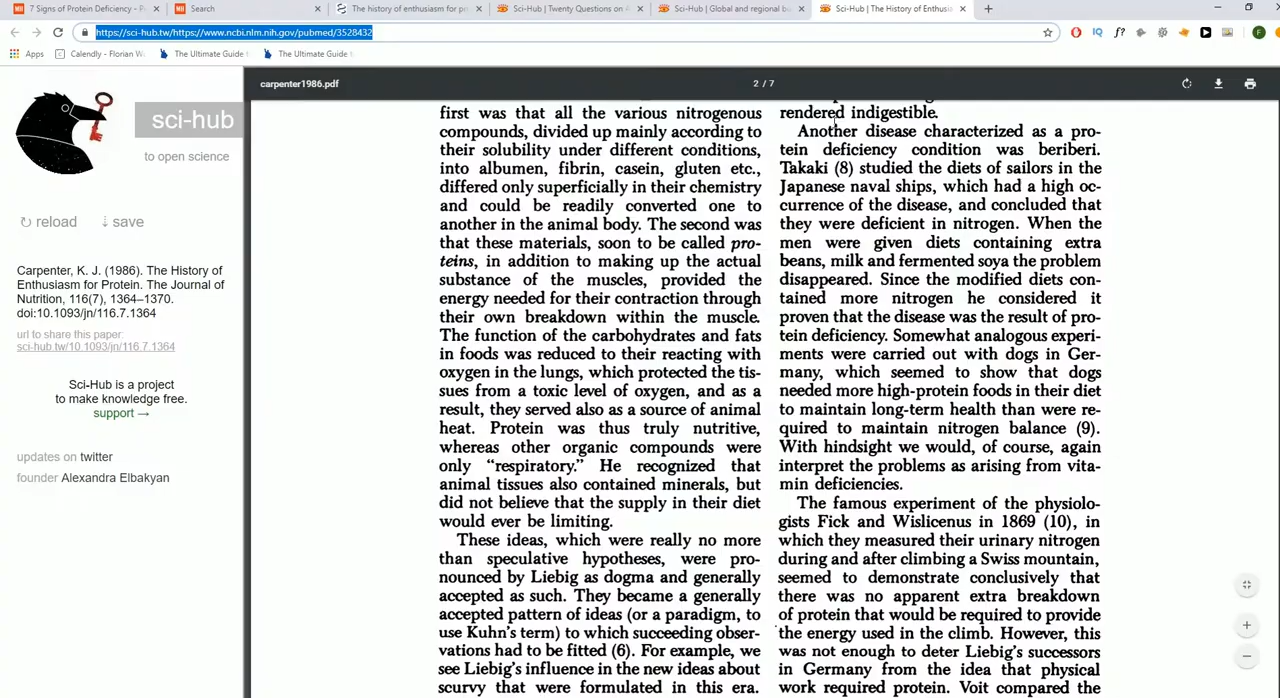 7 Signs of Protein Deficiency - P
Search
The history of enthusiasm for p
Sci-Hub | Twenty Questions on A
Sci-Hub | Global and regional b
Sci-Hub | The History of Enthusia
https://sci-hub.tw/https://www.ncbi.nlm.nih.gov/pubmed/3528432
Apps
Calendly - Florian W
The Ultimate Guide
The Ultimate Guide
carpenter1986.pdf
2 / 7
sci-hub
to open science
↻ reload
↓ save
Carpenter, K. J. (1986). The History of
Enthusiasm for Protein. The Journal of
Nutrition, 116(7), 1364–1370.
doi:10.1093/jn/116.7.1364
url to share this paper:
sci-hub.tw/10.1093/jn/116.7.1364
Sci-Hub is a project
to make knowledge free.
support →
updates on twitter
founder Alexandra Elbakyan
first was that all the various nitrogenous
compounds, divided up mainly according to
their solubility under different conditions,
into albumen, fibrin, casein, gluten etc.,
differed only superficially in their chemistry
and could be readily converted one to
another in the animal body. The second was
that these materials, soon to be called pro-
teins, in addition to making up the actual
substance of the muscles, provided the
energy needed for their contraction through
their own breakdown within the muscle.
The function of the carbohydrates and fats
in foods was reduced to their reacting with
oxygen in the lungs, which protected the tis-
sues from a toxic level of oxygen, and as a
result, they served also as a source of animal
heat. Protein was thus truly nutritive,
whereas other organic compounds were
only “respiratory.” He recognized that
animal tissues also contained minerals, but
did not believe that the supply in their diet
would ever be limiting.
These ideas, which were really no more
than speculative hypotheses, were pro-
nounced by Liebig as dogma and generally
accepted as such. They became a generally
accepted pattern of ideas (or a paradigm, to
use Kuhn's term) to which succeeding obser-
vations had to be fitted (6). For example, we
see Liebig's influence in the new ideas about
scurvy that were formulated in this era.
rendered indigestible.
Another disease characterized as a pro-
tein deficiency condition was beriberi.
Takaki (8) studied the diets of sailors in the
Japanese naval ships, which had a high oc-
currence of the disease, and concluded that
they were deficient in nitrogen. When the
men were given diets containing extra
beans, milk and fermented soya the problem
disappeared. Since the modified diets con-
tained more nitrogen he considered it
proven that the disease was the result of pro-
tein deficiency. Somewhat analogous experi-
ments were carried out with dogs in Ger-
many, which seemed to show that dogs
needed more high-protein foods in their diet
to maintain long-term health than were re-
quired to maintain nitrogen balance (9).
With hindsight we would, of course, again
interpret the problems as arising from vita-
min deficiencies.
The famous experiment of the physiolo-
gists Fick and Wislicenus in 1869 (10), in
which they measured their urinary nitrogen
during and after climbing a Swiss mountain,
seemed to demonstrate conclusively that
there was no apparent extra breakdown
of protein that would be required to provide
the energy used in the climb. However, this
was not enough to deter Liebig's successors
in Germany from the idea that physical
work required protein. Voit compared the